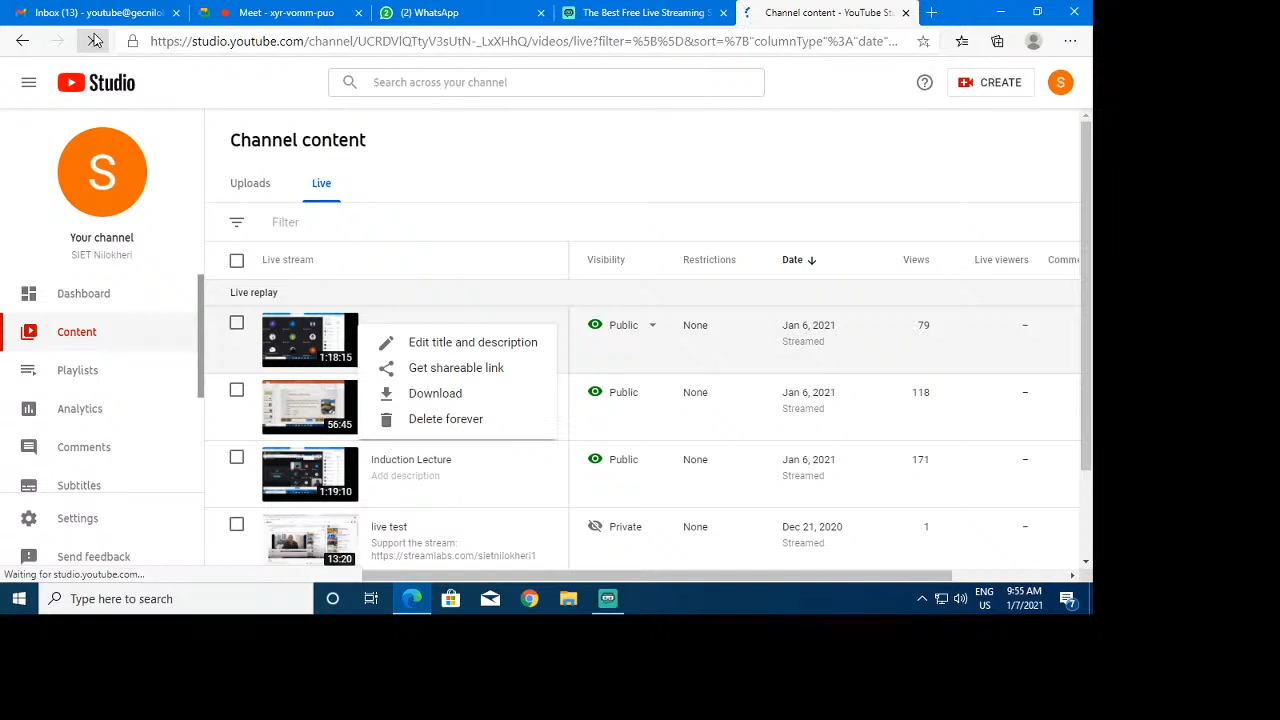 Inbox (13) - youtube@gecnilo
Meet - xyr-vomm-puo
(2) WhatsApp
The Best Free Live Streaming S
Channel content - YouTube St
https://studio.youtube.com/channel/UCRDVlQTtyV3sUtN-_LxXHhQ/videos/live?filter=%5B%5D&sort=%7B"columnType"%3A"date"...
Studio
Search across your channel
CREATE
S
S
Your channel
SIET Nilokheri
Dashboard
Content
Playlists
Analytics
Comments
Subtitles
Settings
Send feedback
Channel content
Uploads Live
Filter
Live stream Visibility Restrictions Date Views Live viewers Comme
Live replay
1:18:15
Public None Jan 6, 2021 79 –
Streamed
Edit title and description
Get shareable link
Download
Delete forever
56:45
Public None Jan 6, 2021 118 –
Streamed
1:19:10
Induction Lecture Public None Jan 6, 2021 171 –
Add description Streamed
13:20
live test Private None Dec 21, 2020 1 –
Support the stream: Streamed
https://streamlabs.com/sietnilokheri1
Waiting for studio.youtube.com...
Type here to search
ENG
US
9:55 AM
1/7/2021
7